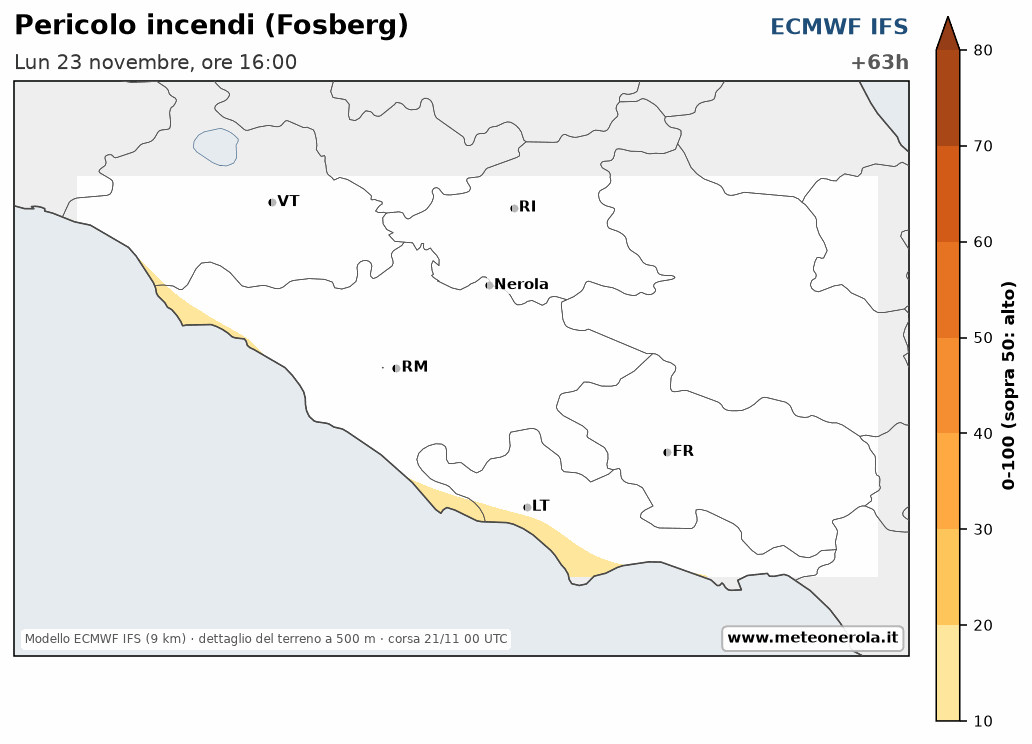 Pericolo incendi (Fosberg)
ECMWF IFS
Lun 23 novembre, ore 16:00
+63h
VT
RI
Nerola
RM
FR
LT
Modello ECMWF IFS (9 km) · dettaglio del terreno a 500 m · corsa 21/11 00 UTC
www.meteonerola.it
80
70
60
50
40
30
20
10
0-100 (sopra 50: alto)